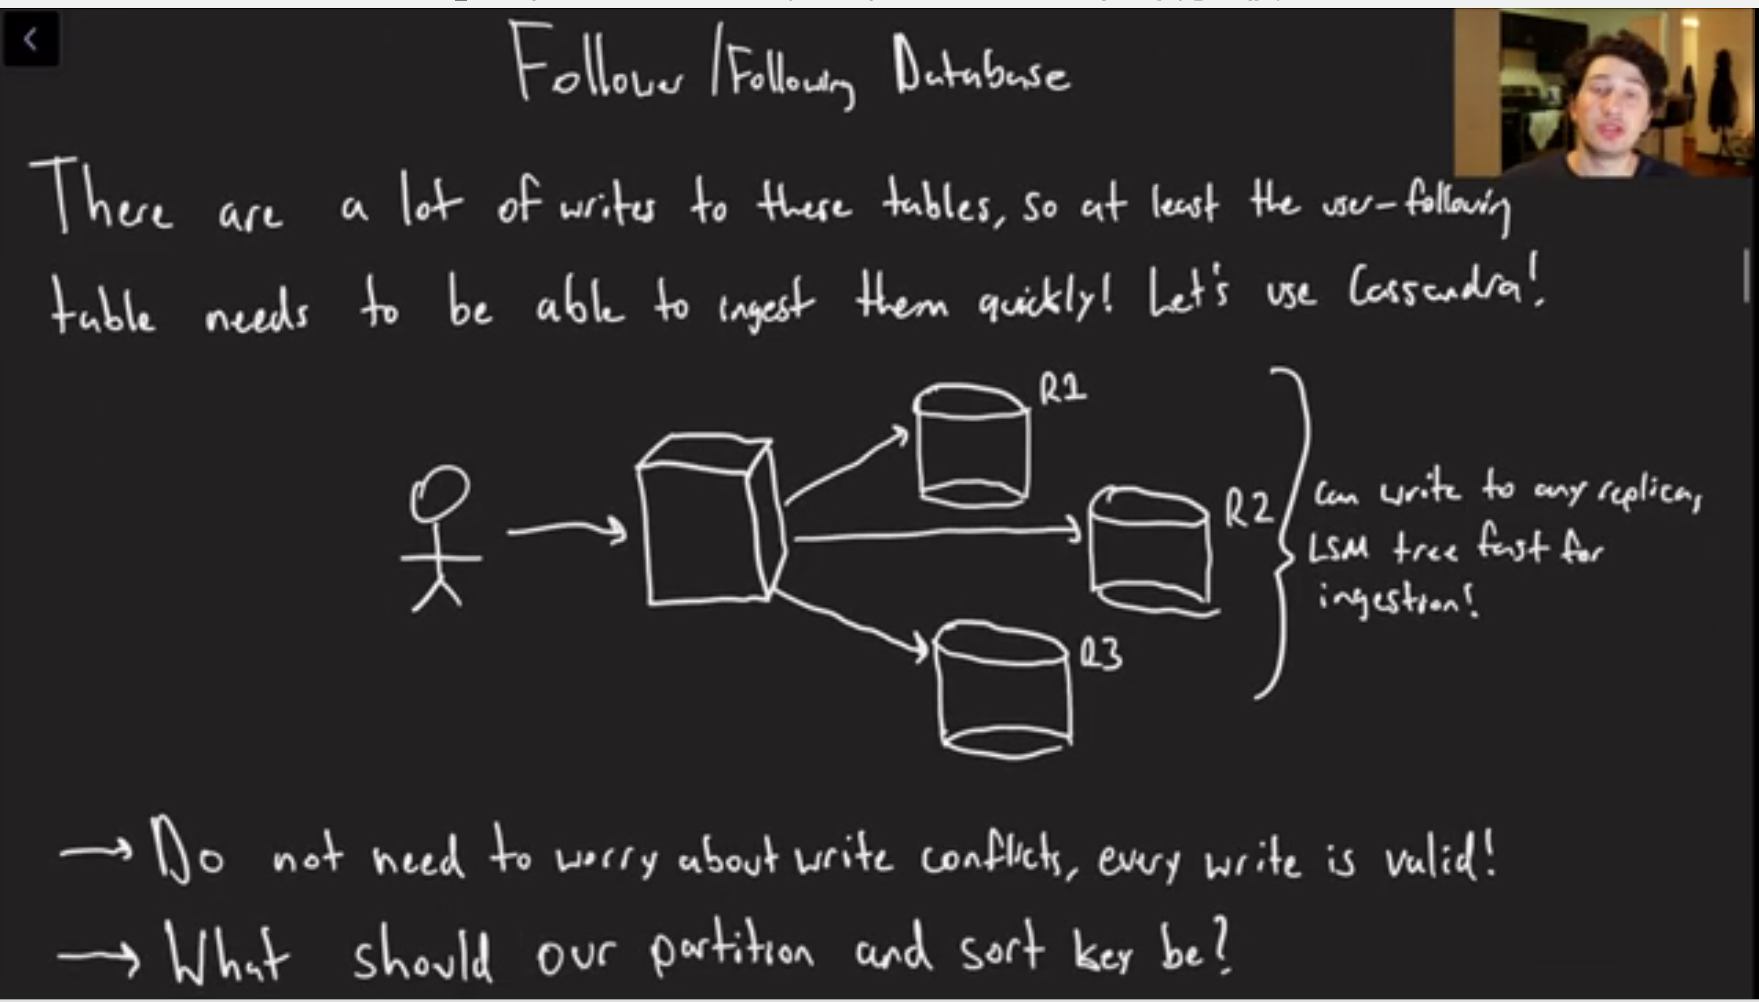 Follower/Following Database
There are a lot of writes to these tables, so at least the user-following
table needs to be able to ingest them quickly! Let's use Cassandra!
R1
R2
R3
Can write to any replica,
LSM tree fast for
ingestion!
→ Do not need to worry about write conflicts, every write is valid!
→ What should our partition and sort key be?